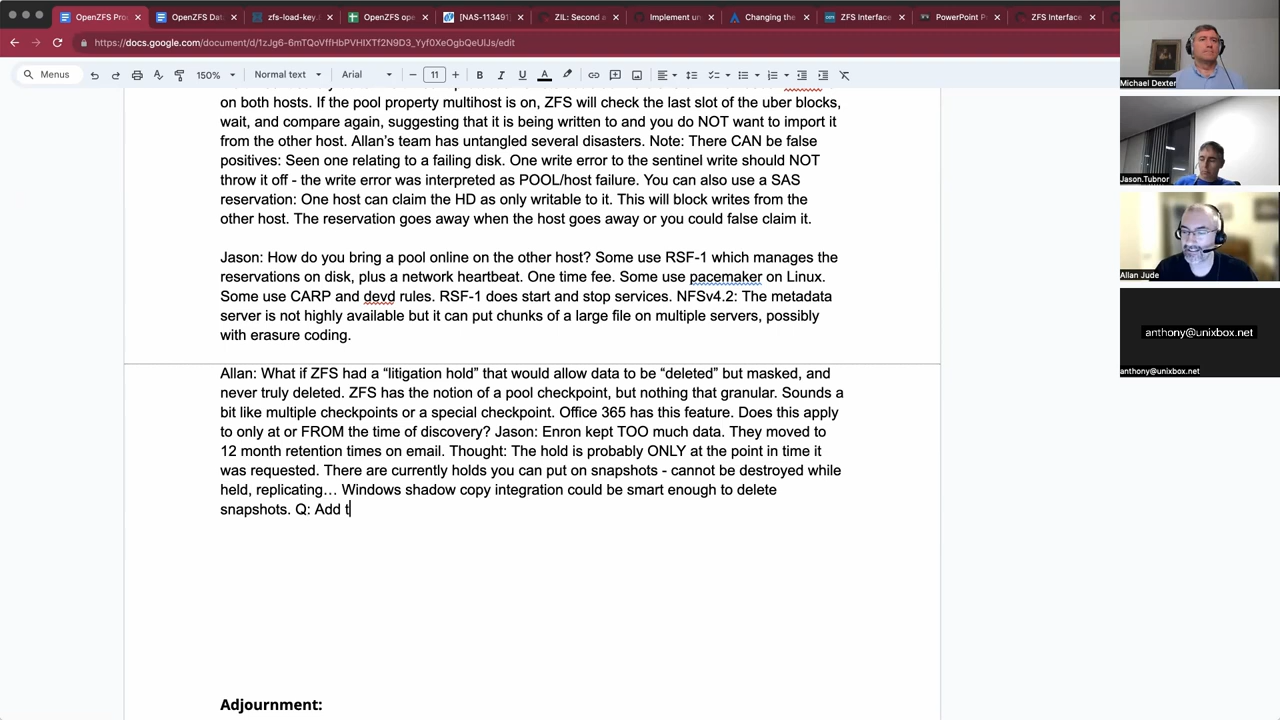 OpenZFS Pro
OpenZFS Dat
zfs-load-key.
OpenZFS ope
[NAS-113491]
ZIL: Second a
Implement un
Changing the
ZFS Interface
PowerPoint P
ZFS Interface
https://docs.google.com/document/d/1zJg6-6mTQoVffHbPVHIXTf2N9D3_Yyf0XeOgbQeUlJs/edit
Menus
150%
Normal text
Arial
11
B I U A
on both hosts. If the pool property multihost is on, ZFS will check the last slot of the uber blocks,
wait, and compare again, suggesting that it is being written to and you do NOT want to import it
from the other host. Allan’s team has untangled several disasters. Note: There CAN be false
positives: Seen one relating to a failing disk. One write error to the sentinel write should NOT
throw it off - the write error was interpreted as POOL/host failure. You can also use a SAS
reservation: One host can claim the HD as only writable to it. This will block writes from the
other host. The reservation goes away when the host goes away or you could false claim it.
Jason: How do you bring a pool online on the other host? Some use RSF-1 which manages the
reservations on disk, plus a network heartbeat. One time fee. Some use pacemaker on Linux.
Some use CARP and devd rules. RSF-1 does start and stop services. NFSv4.2: The metadata
server is not highly available but it can put chunks of a large file on multiple servers, possibly
with erasure coding.
Allan: What if ZFS had a “litigation hold” that would allow data to be “deleted” but masked, and
never truly deleted. ZFS has the notion of a pool checkpoint, but nothing that granular. Sounds a
bit like multiple checkpoints or a special checkpoint. Office 365 has this feature. Does this apply
to only at or FROM the time of discovery? Jason: Enron kept TOO much data. They moved to
12 month retention times on email. Thought: The hold is probably ONLY at the point in time it
was requested. There are currently holds you can put on snapshots - cannot be destroyed while
held, replicating… Windows shadow copy integration could be smart enough to delete
snapshots. Q: Add t
Adjournment:
Michael Dexter
Jason.Tubnor
Allan Jude
anthony@unixbox.net
anthony@unixbox.net